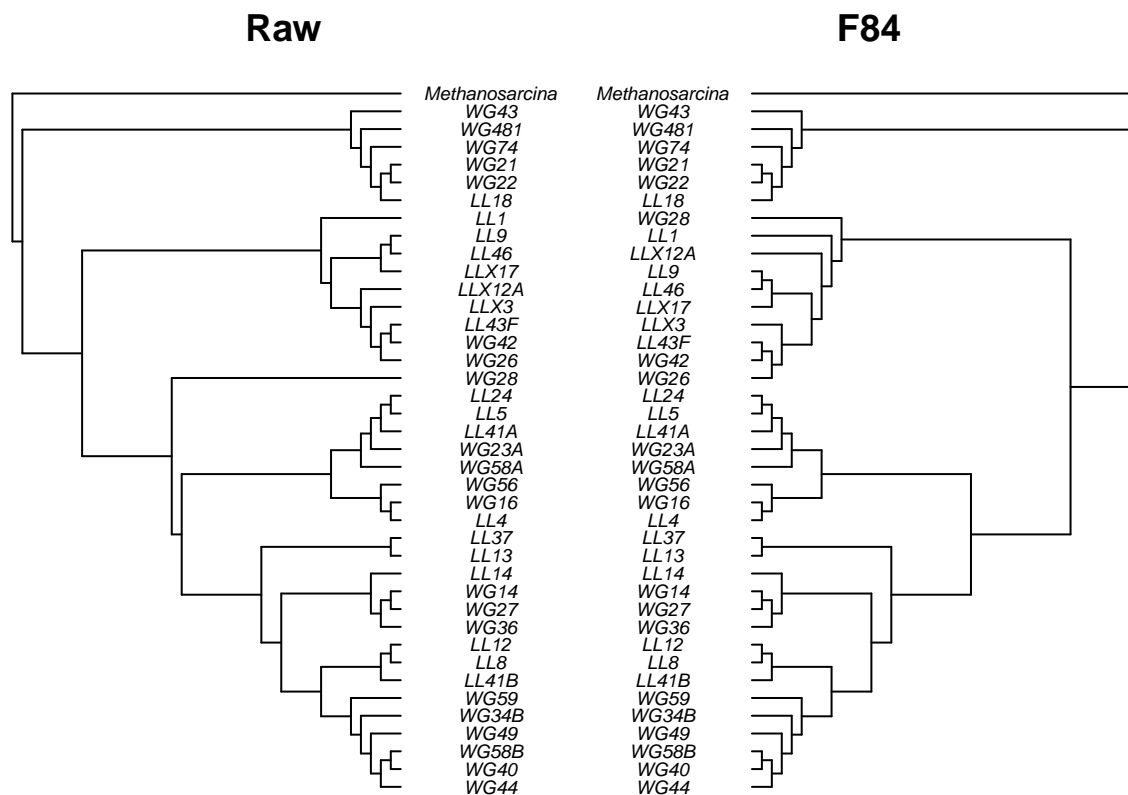 Raw F84
Methanosarcina Methanosarcina
WG43 WG43
WG481 WG481
WG74 WG74
WG21 WG21
WG22 WG22
LL18 LL18
LL1 WG28
LL9 LL1
LL46 LLX12A
LLX17 LL9
LLX12A LL46
LLX3 LLX17
LL43F LLX3
WG42 LL43F
WG26 WG42
WG28 WG26
LL24 LL24
LL5 LL5
LL41A LL41A
WG23A WG23A
WG58A WG58A
WG56 WG56
WG16 WG16
LL4 LL4
LL37 LL37
LL13 LL13
LL14 LL14
WG14 WG14
WG27 WG27
WG36 WG36
LL12 LL12
LL8 LL8
LL41B LL41B
WG59 WG59
WG34B WG34B
WG49 WG49
WG58B WG58B
WG40 WG40
WG44 WG44